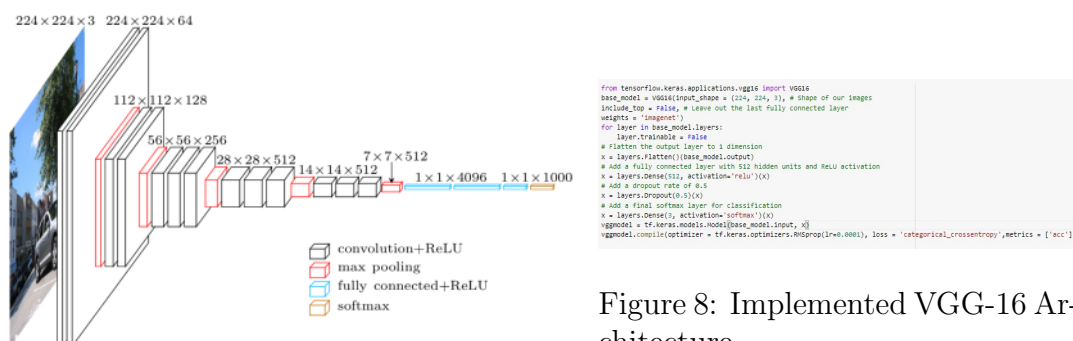 224×224×3 224×224×64
112×112×128
56×56×256
28×28×512
14×14×512
7×7×512
1×1×4096 1×1×1000
convolution+ReLU
max pooling
fully connected+ReLU
softmax
from tensorflow.keras.applications.vgg16 import VGG16
base_model = VGG16(input_shape = (224, 224, 3), # Shape of our images
include_top = False, # Leave out the last fully connected layer
weights = 'imagenet')
for layer in base_model.layers:
    layer.trainable = False
# Flatten the output layer to 1 dimension
x = layers.Flatten()(base_model.output)
# Add a fully connected layer with 512 hidden units and ReLU activation
x = layers.Dense(512, activation='relu')(x)
# Add a dropout rate of 0.5
x = layers.Dropout(0.5)(x)
# Add a final softmax layer for classification
x = layers.Dense(3, activation='softmax')(x)
vggmodel = tf.keras.models.Model(base_model.input, x)
vggmodel.compile(optimizer = tf.keras.optimizers.RMSprop(lr=0.0001), loss = 'categorical_crossentropy',metrics = ['acc'])
Figure 8: Implemented VGG-16 Ar-
chitecture